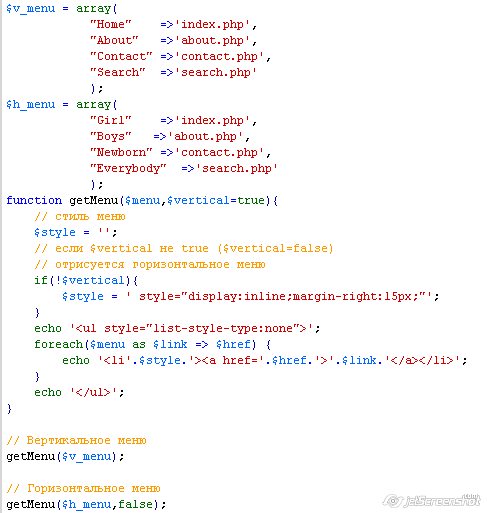 $v_menu = array(
"Home" =>'index.php',
"About" =>'about.php',
"Contact" =>'contact.php',
"Search" =>'search.php'
);
$h_menu = array(
"Girl" =>'index.php',
"Boys" =>'about.php',
"Newborn" =>'contact.php',
"Everybody" =>'search.php'
);
function getMenu($menu,$vertical=true){
// стиль меню
$style = '';
// если $vertical не true ($vertical=false)
// отрисуется горизонтальное меню
if(!$vertical){
$style = ' style="display:inline;margin-right:15px;"';
}
echo '<ul style="list-style-type:none">';
foreach($menu as $link => $href) {
echo '<li'.$style.'><a href='.$href.'>'.$link.'</a></li>';
}
echo '</ul>';
}
// Вертикальное меню
getMenu($v_menu);
// Горизонтальное меню
getMenu($h_menu,false);
jetScreenshot